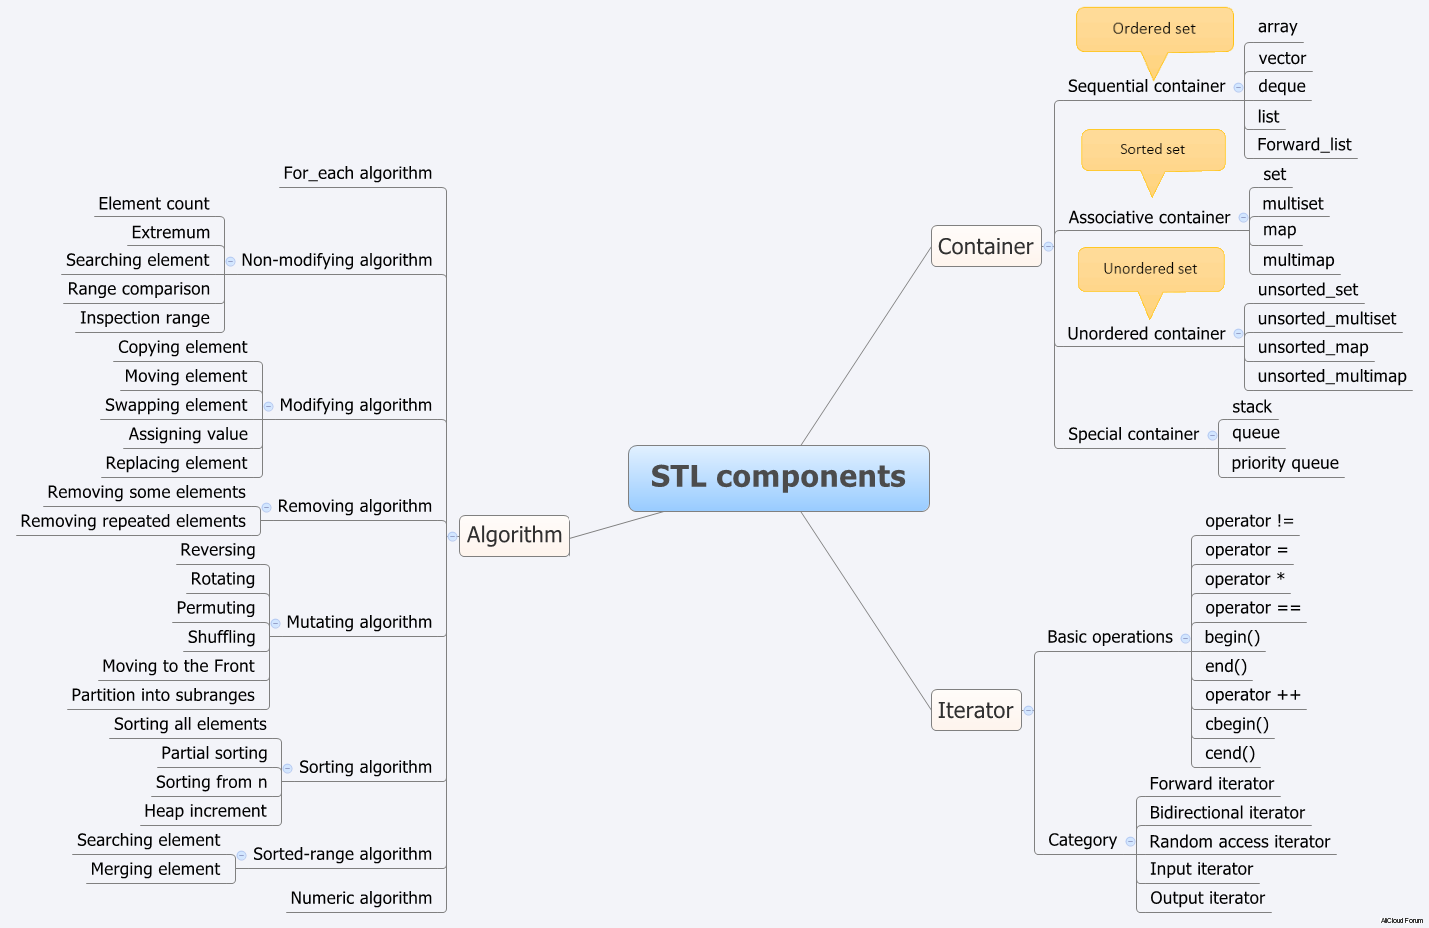 STL components
Algorithm
For_each algorithm
Non-modifying algorithm
Element count
Extremum
Searching element
Range comparison
Inspection range
Modifying algorithm
Copying element
Moving element
Swapping element
Assigning value
Replacing element
Removing algorithm
Removing some elements
Removing repeated elements
Mutating algorithm
Reversing
Rotating
Permuting
Shuffling
Moving to the Front
Partition into subranges
Sorting algorithm
Sorting all elements
Partial sorting
Sorting from n
Heap increment
Sorted-range algorithm
Searching element
Merging element
Numeric algorithm
Container
Ordered set
Sequential container
array
vector
deque
list
Forward_list
Sorted set
Associative container
set
multiset
map
multimap
Unordered set
Unordered container
unsorted_set
unsorted_multiset
unsorted_map
unsorted_multimap
Special container
stack
queue
priority queue
Iterator
Basic operations
operator !=
operator =
operator *
operator ==
begin()
end()
operator ++
cbegin()
cend()
Category
Forward iterator
Bidirectional iterator
Random access iterator
Input iterator
Output iterator
AllCloud Forum